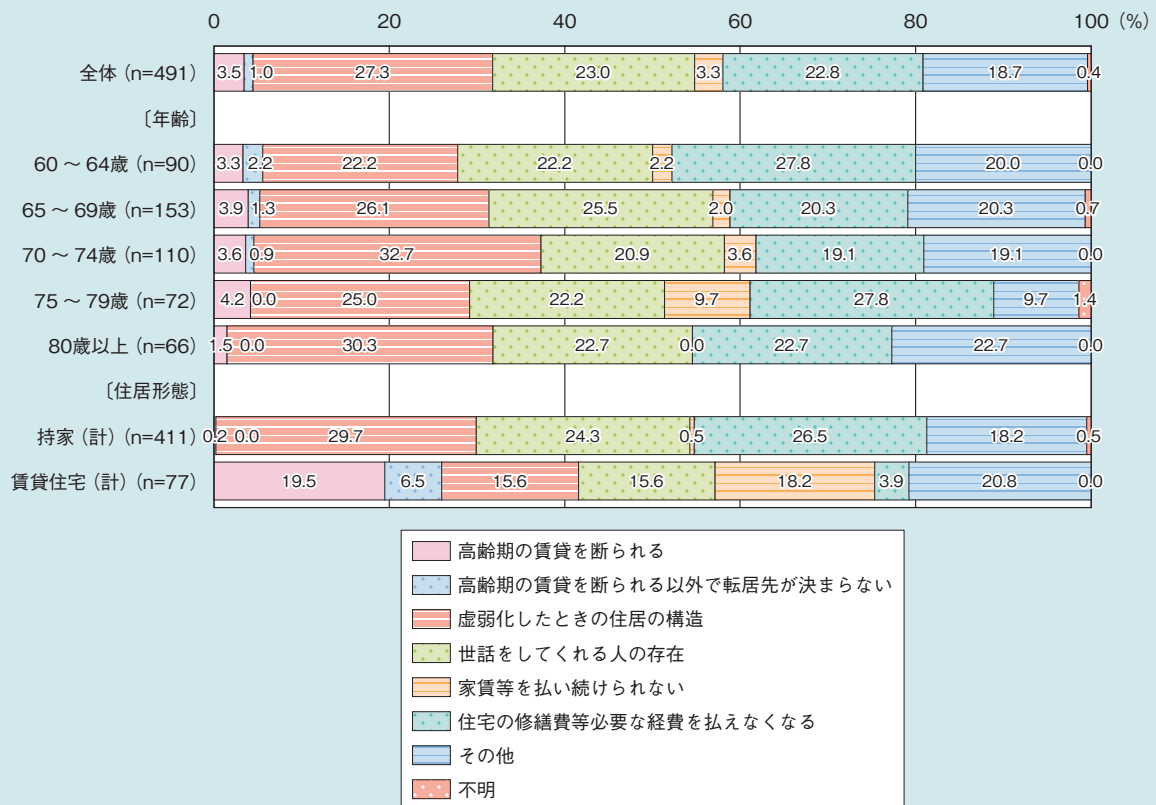 0 20 40 60 80 100 (%)
全体(n=491) 3.5 1.0 27.3 23.0 3.3 22.8 18.7 0.4
〔年齢〕
60～64歳(n=90) 3.3 2.2 22.2 22.2 2.2 27.8 20.0 0.0
65～69歳(n=153) 3.9 1.3 26.1 25.5 2.0 20.3 20.3 0.7
70～74歳(n=110) 3.6 0.9 32.7 20.9 3.6 19.1 19.1 0.0
75～79歳(n=72) 4.2 0.0 25.0 22.2 9.7 27.8 9.7 1.4
80歳以上(n=66) 1.5 0.0 30.3 22.7 0.0 22.7 22.7 0.0
〔住居形態〕
持家(計)(n=411) 0.2 0.0 29.7 24.3 0.5 26.5 18.2 0.5
賃貸住宅(計)(n=77) 19.5 6.5 15.6 15.6 18.2 3.9 20.8 0.0
高齢期の賃貸を断られる
高齢期の賃貸を断られる以外で転居先が決まらない
虚弱化したときの住居の構造
世話をしてくれる人の存在
家賃等を払い続けられない
住宅の修繕費等必要な経費を払えなくなる
その他
不明